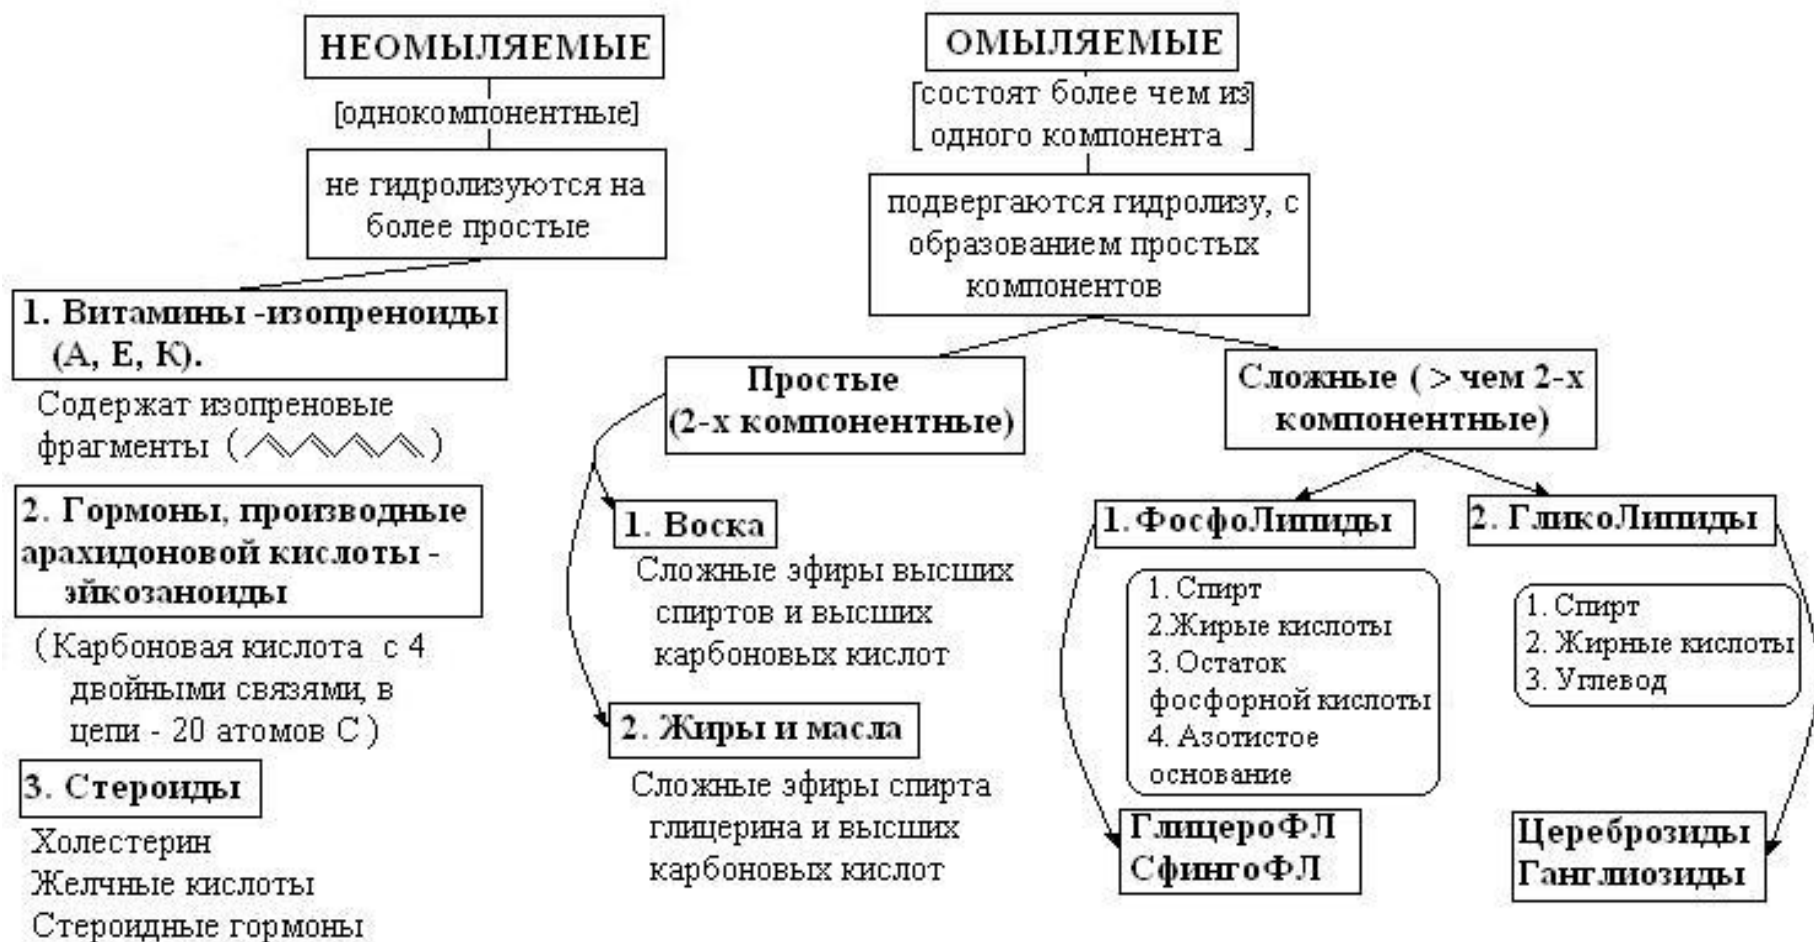 НЕОМЫЛЯЕМЫЕ
[однокомпонентные]
не гидролизуются на
более простые
1. Витамины -изопреноиды
(А, Е, К).
Содержат изопреновые
фрагменты ( )
2. Гормоны, производные
арахидоновой кислоты -
эйкозаноиды
(Карбоновая кислота с 4
двойными связями, в
цепи - 20 атомов С)
3. Стероиды
Холестерин
Желчные кислоты
Стероидные гормоны
ОМЫЛЯЕМЫЕ
[состоят более чем из
одного компонента]
подвергаются гидролизу, с
образованием простых
компонентов
Простые
(2-х компонентные)
1. Воска
Сложные эфиры высших
спиртов и высших
карбоновых кислот
2. Жиры и масла
Сложные эфиры спирта
глицерина и высших
карбоновых кислот
Сложные ( > чем 2-х
компонентные)
1. ФосфоЛипиды
1. Спирт
2.Жирые кислоты
3. Остаток
фосфорной кислоты
4. Азотистое
основание
ГлицероФЛ
СфингоФЛ
2. ГликоЛипиды
1. Спирт
2. Жирные кислоты
3. Углевод
Цереброзиды
Ганглиозиды